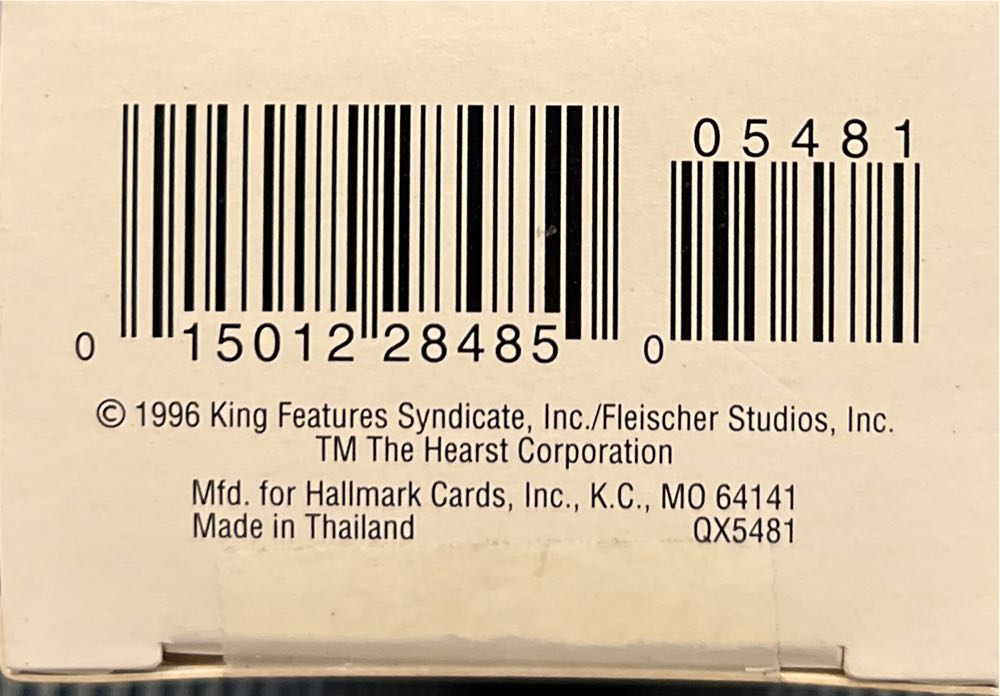 05481
0 15012 28485 0
© 1996 King Features Syndicate, Inc./Fleischer Studios, Inc.
TM The Hearst Corporation
Mfd. for Hallmark Cards, Inc., K.C., MO 64141
Made in Thailand QX5481